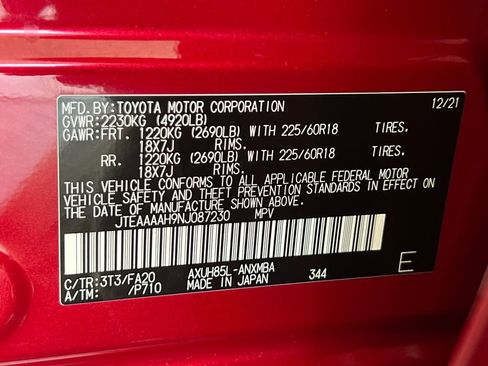 MFD.BY:TOYOTA MOTOR CORPORATION 12/21
GVWR:2230KG (4920LB)
GAWR:FRT. 1220KG (2690LB) WITH 225/60R18 TIRES.
18X7J RIMS.
RR. 1220KG (2690LB) WITH 225/60R18 TIRES.
18X7J RIMS.
THIS VEHICLE CONFORMS TO ALL APPLICABLE FEDERAL MOTOR
VEHICLE SAFETY AND THEFT PREVENTION STANDARDS IN EFFECT
ON THE DATE OF MANUFACTURE SHOWN ABOVE.
JTEAAAAH9NJ087230 MPV
C/TR:3T3/FA20 AXUH85L-ANXMBA
A/TM: /P710 MADE IN JAPAN 344 E